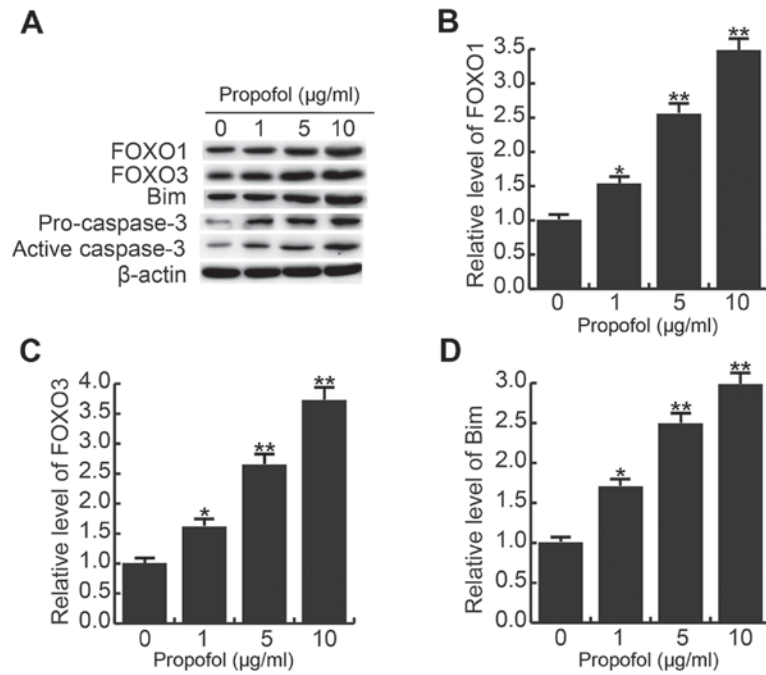 A
Propofol (µg/ml)
0 1 5 10
FOXO1
FOXO3
Bim
Pro-caspase-3
Active caspase-3
β-actin
B
Relative level of FOXO1
3.5
3.0
2.5
2.0
1.5
1.0
0.5
0.0
*
**
**
0 1 5 10
Propofol (µg/ml)
C
Relative level of FOXO3
4.0
3.5
3.0
2.5
2.0
1.5
1.0
0.5
0.0
*
**
**
0 1 5 10
Propofol (µg/ml)
D
Relative level of Bim
3.0
2.5
2.0
1.5
1.0
0.5
0.0
*
**
**
0 1 5 10
Propofol (µg/ml)